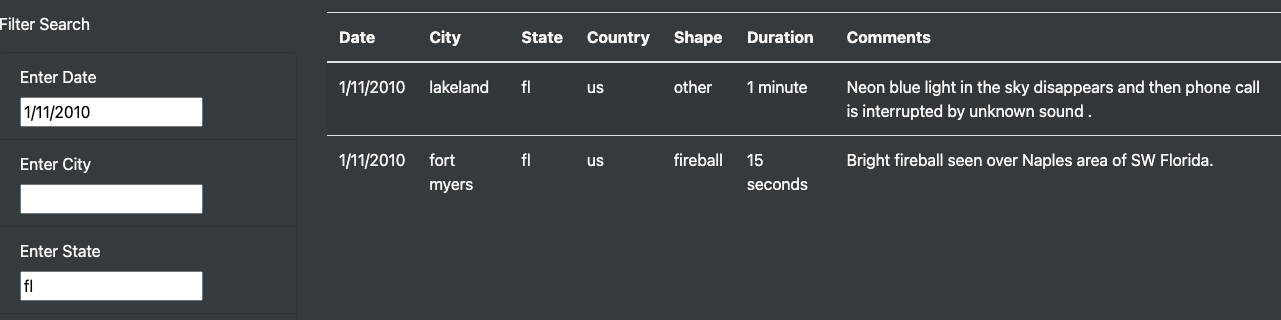 Filter Search
Enter Date
1/11/2010
Enter City
Enter State
fl
Date City State Country Shape Duration Comments
1/11/2010 lakeland fl us other 1 minute Neon blue light in the sky disappears and then phone call
is interrupted by unknown sound .
1/11/2010 fort fl us fireball 15 Bright fireball seen over Naples area of SW Florida.
myers seconds